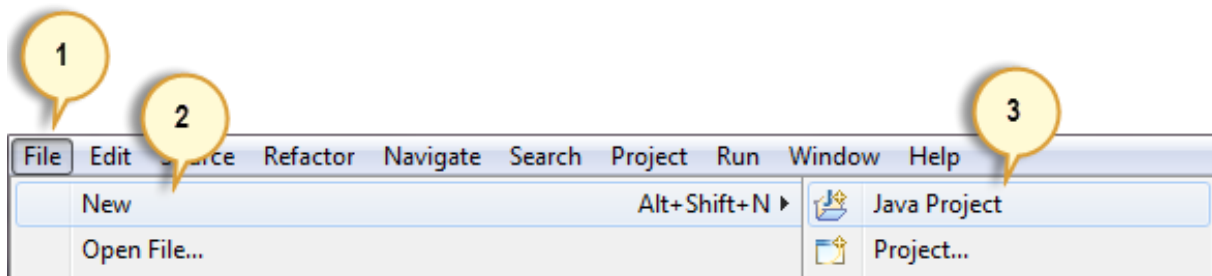 1
2
3
File Edit Source Refactor Navigate Search Project Run Window Help
New Alt+Shift+N Java Project
Open File... Project...